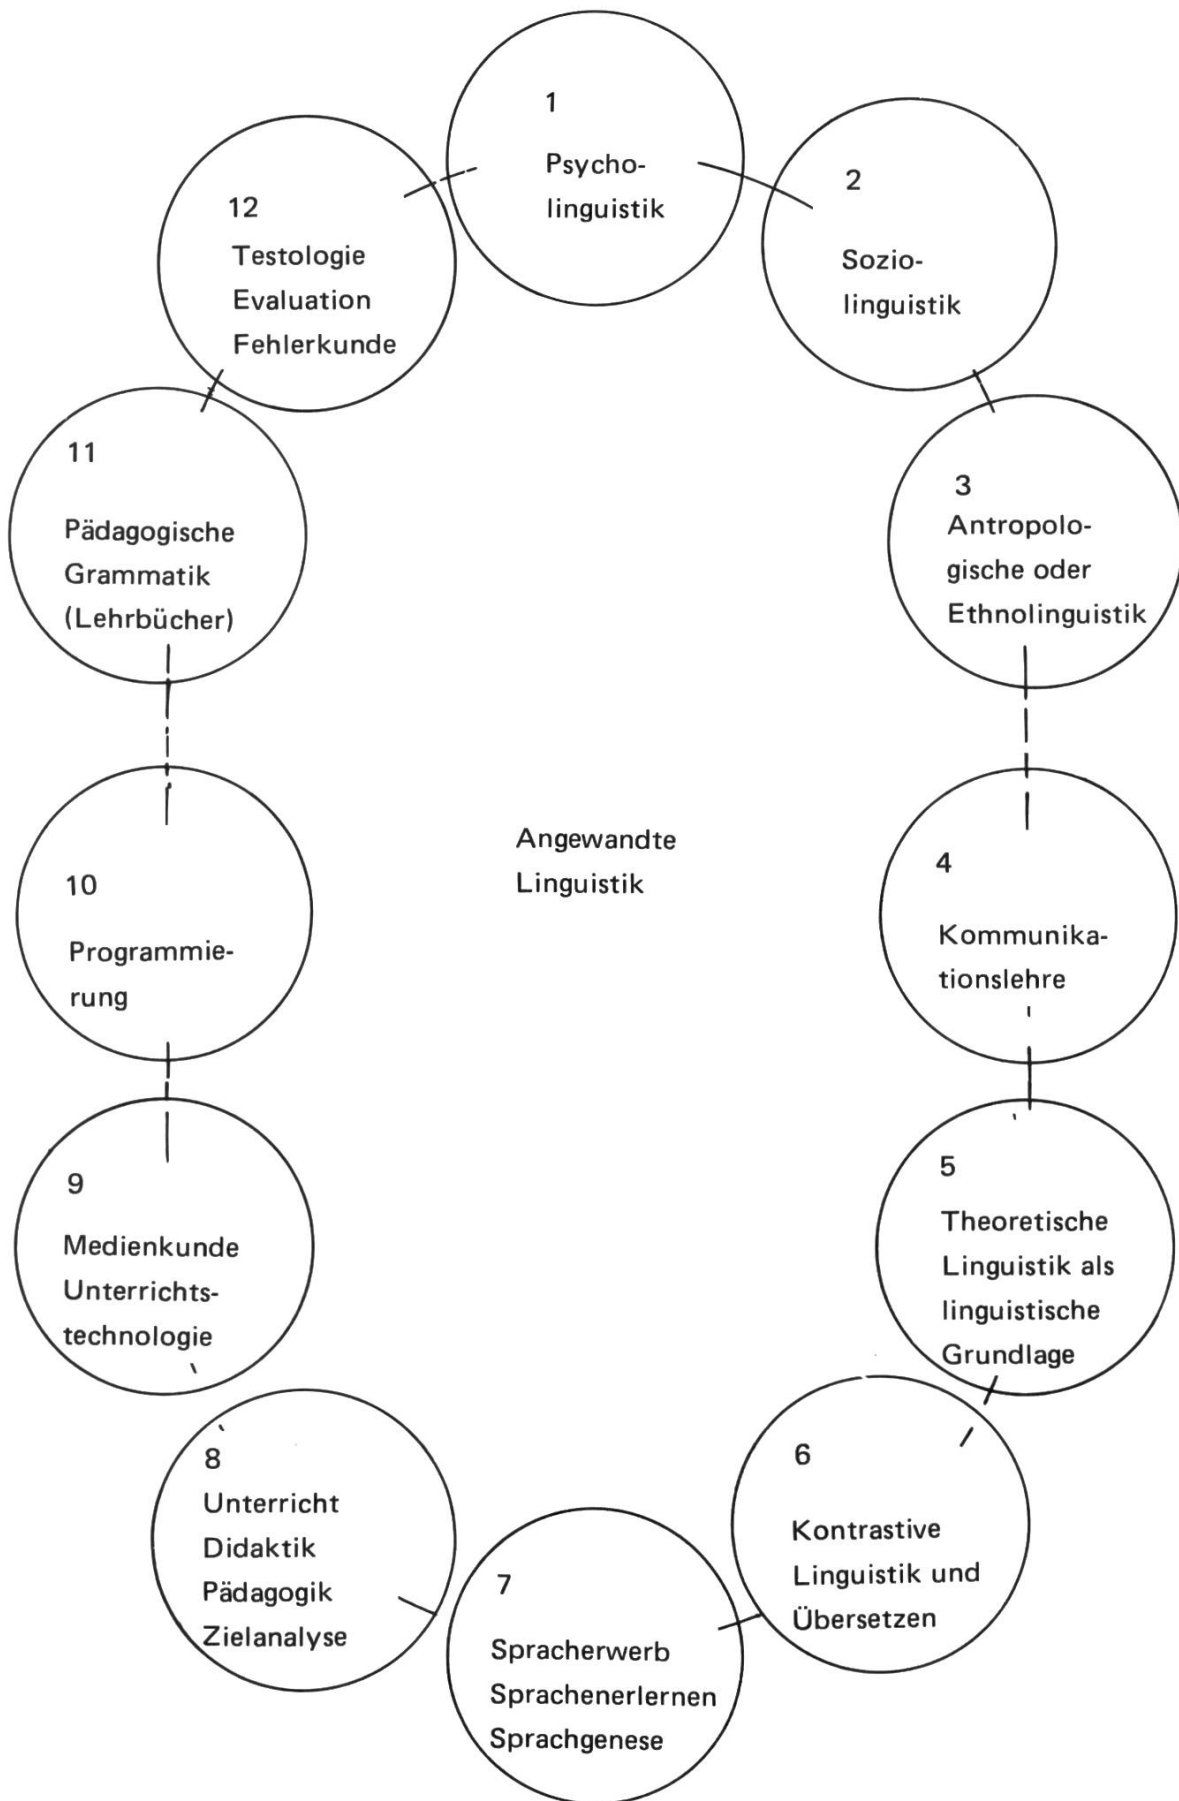 1
Psycho-
linguistik
2
Sozio-
linguistik
3
Antropolo-
gische oder
Ethnolinguistik
4
Kommunika-
tionslehre
5
Theoretische
Linguistik als
linguistische
Grundlage
6
Kontrastive
Linguistik und
Übersetzen
7
Spracherwerb
Sprachenerlernen
Sprachgenese
8
Unterricht
Didaktik
Pädagogik
Zielanalyse
9
Medienkunde
Unterrichts-
technologie
10
Programmie-
rung
11
Pädagogische
Grammatik
(Lehrbücher)
12
Testologie
Evaluation
Fehlerkunde
Angewandte
Linguistik